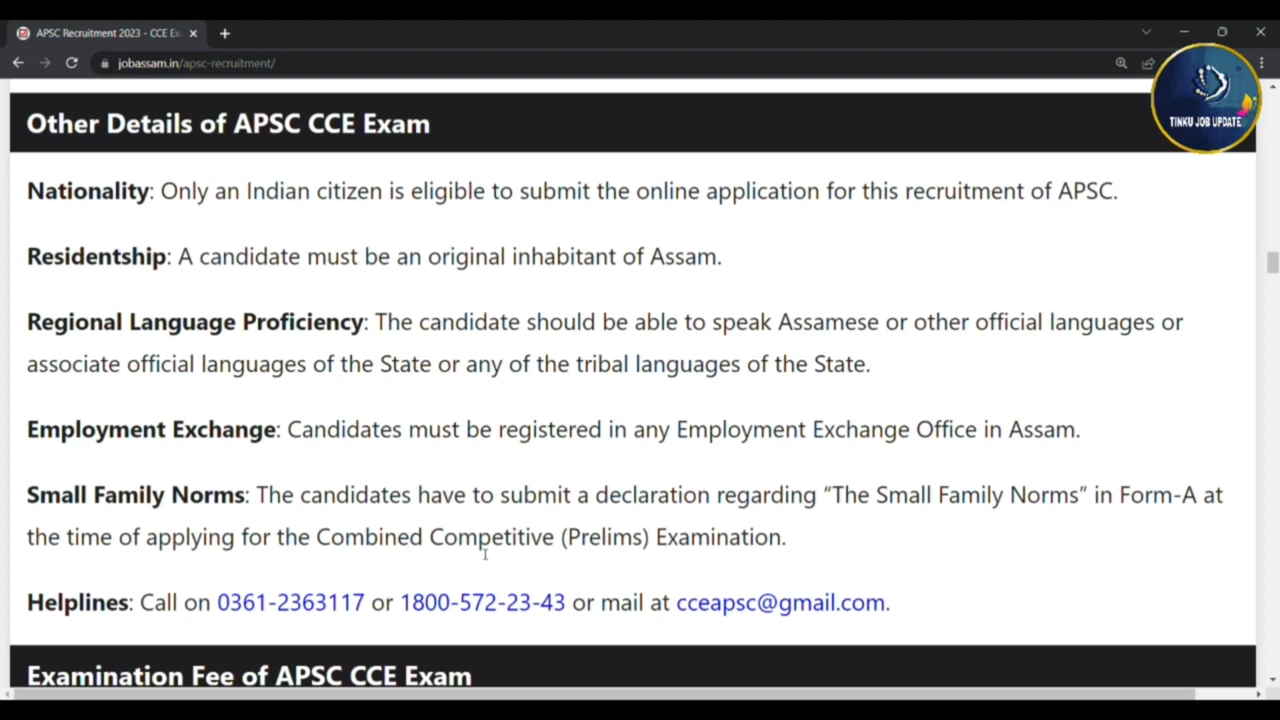 APSC Recruitment 2023 - CCE Ex
jobassam.in/apsc-recruitment/
TINKU JOB UPDATE
Other Details of APSC CCE Exam
Nationality: Only an Indian citizen is eligible to submit the online application for this recruitment of APSC.
Residentship: A candidate must be an original inhabitant of Assam.
Regional Language Proficiency: The candidate should be able to speak Assamese or other official languages or
associate official languages of the State or any of the tribal languages of the State.
Employment Exchange: Candidates must be registered in any Employment Exchange Office in Assam.
Small Family Norms: The candidates have to submit a declaration regarding “The Small Family Norms” in Form-A at
the time of applying for the Combined Competitive (Prelims) Examination.
Helplines: Call on 0361-2363117 or 1800-572-23-43 or mail at cceapsc@gmail.com.
Examination Fee of APSC CCE Exam